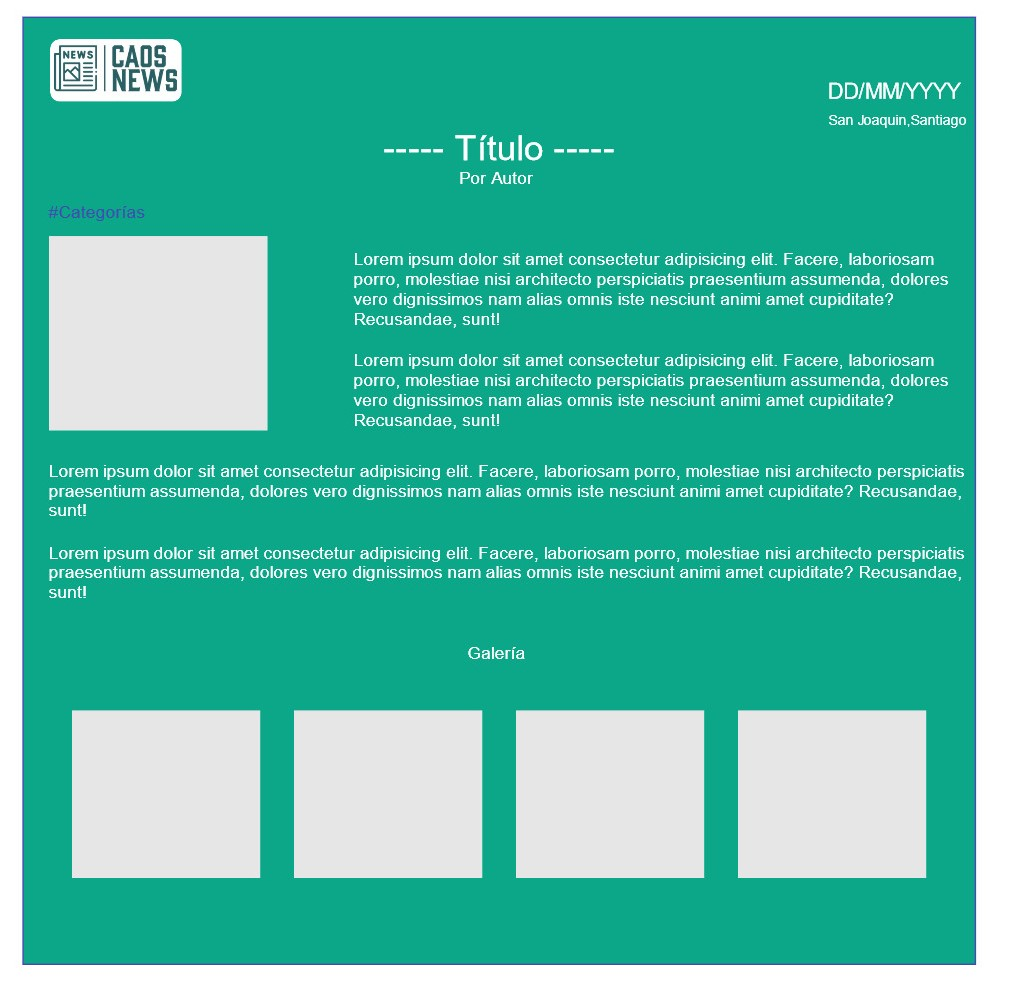 NEWS
CAOS
NEWS
DD/MM/YYYY
San Joaquin,Santiago
----- Título -----
Por Autor
#Categorías
Lorem ipsum dolor sit amet consectetur adipisicing elit. Facere, laboriosam
porro, molestiae nisi architecto perspiciatis praesentium assumenda, dolores
vero dignissimos nam alias omnis iste nesciunt animi amet cupiditate?
Recusandae, sunt!
Lorem ipsum dolor sit amet consectetur adipisicing elit. Facere, laboriosam
porro, molestiae nisi architecto perspiciatis praesentium assumenda, dolores
vero dignissimos nam alias omnis iste nesciunt animi amet cupiditate?
Recusandae, sunt!
Lorem ipsum dolor sit amet consectetur adipisicing elit. Facere, laboriosam porro, molestiae nisi architecto perspiciatis
praesentium assumenda, dolores vero dignissimos nam alias omnis iste nesciunt animi amet cupiditate? Recusandae,
sunt!
Lorem ipsum dolor sit amet consectetur adipisicing elit. Facere, laboriosam porro, molestiae nisi architecto perspiciatis
praesentium assumenda, dolores vero dignissimos nam alias omnis iste nesciunt animi amet cupiditate? Recusandae,
sunt!
Galería